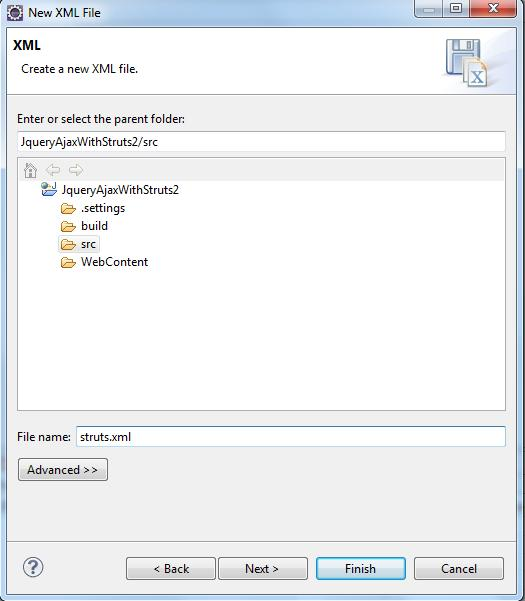 New XML File
XML
Create a new XML file.
X
Enter or select the parent folder:
JqueryAjaxWithStruts2/src
JqueryAjaxWithStruts2
.settings
build
src
WebContent
File name: struts.xml
Advanced >>
? < Back Next > Finish Cancel